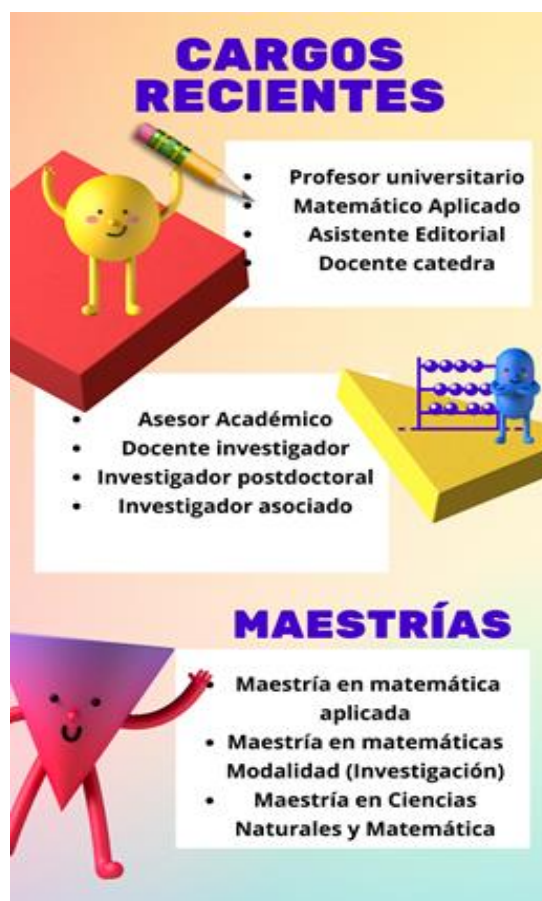 CARGOS
RECIENTES
• Profesor universitario
• Matemático Aplicado
• Asistente Editorial
• Docente catedra
• Asesor Académico
• Docente investigador
• Investigador postdoctoral
• Investigador asociado
MAESTRÍAS
• Maestría en matemática
aplicada
• Maestría en matemáticas
Modalidad (Investigación)
• Maestría en Ciencias
Naturales y Matemática